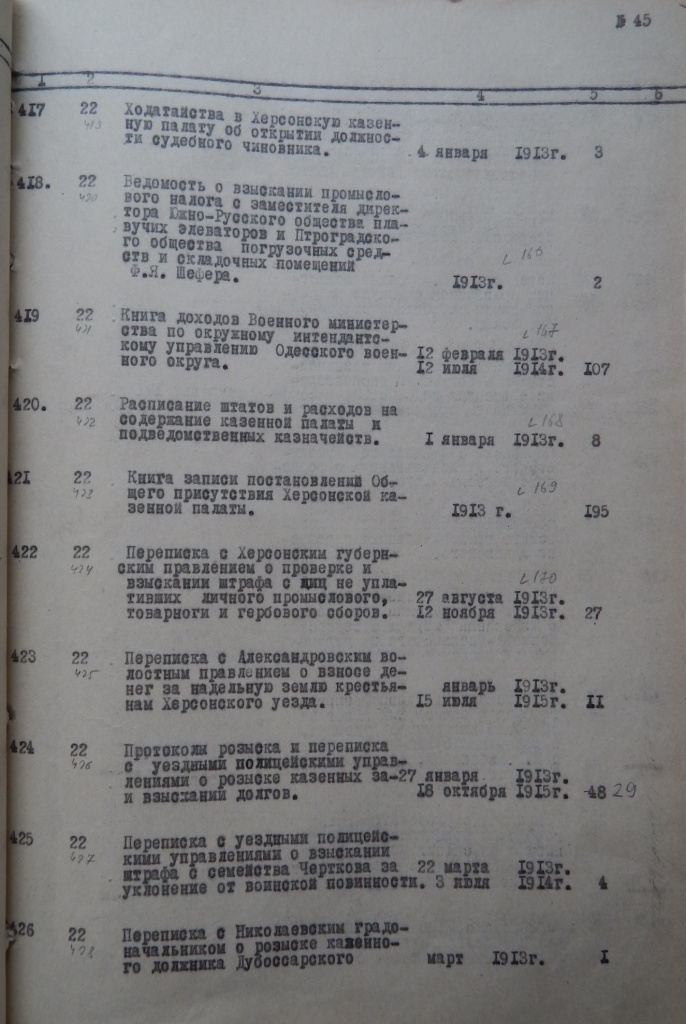 № 45
1 2 3 4 5 6
417 22 Ходатайства в Херсонскую казен-
419 ную палату об открытии должнос-
ти судебного чиновника. 4 января 1913г. 3
418. 22 Ведомость о взыскании промысло-
420 вого налога с заместителя дирек-
тора Южно-Русского общества пла-
вучих элеваторов и Птроградско-
го общества погрузочных сред-
ств и складочных помещений L 166
Ф.Я. Шефера. 1913г. 2
419 22 Книга доходов Военного министер-
421 ства по окружному интендантс- L 167
кому управлению Одесского воен- 12 февраля 1913г.
ного округа. 12 июля 1914г. 107
420. 22 Расписание штатов и расходов на
422 содержание казенной палаты и L 168
подведомственных казначейств. 1 января 1913г. 8
421 22 Книга записи постановлений Об-
423 щего присутствия Херсонской ка- L 169
зенной палаты. 1913 г. 195
422 22 Переписка с Херсонским губерн-
424 ским правлением о проверке и
взыскании штрафа с лиц не упла- L 170
тивших личного промыслового, 27 августа 1913г.
товарноги и гербового сборов. 12 ноября 1913г. 27
423 22 Переписка с Александровским во-
425 лостным правлением о взносе де-
нег за надельную землю крестья- январь 1913г.
нам Херсонского уезда. 15 июля 1915г. 11
424 22 Протоколы розыска и переписка
426 с уездными полицейскими управ-
лениями о розыске казенных за- 27 января 1913г.
и взыскании долгов. 18 октября 1915г. 48 29
425 22 Переписка с уездными полицейс-
427 кими управлениями о взыскании
штрафа с семейства Черткова за 22 марта 1913г.
уклонение от воинской повинности. 3 июля 1914г. 4
426 22 Переписка с Николаевским градо-
428 начальником о розыске казенно-
го должника Дубоссарского март 1913г. 1